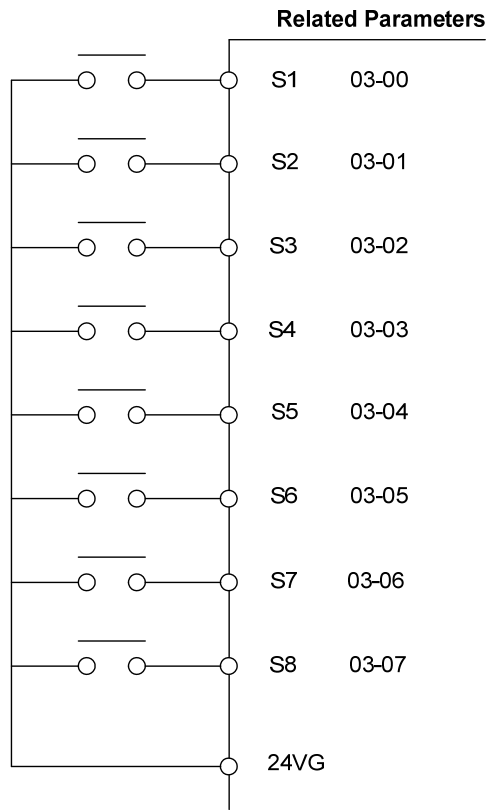 Related Parameters
S1 03-00
S2 03-01
S3 03-02
S4 03-03
S5 03-04
S6 03-05
S7 03-06
S8 03-07
24VG